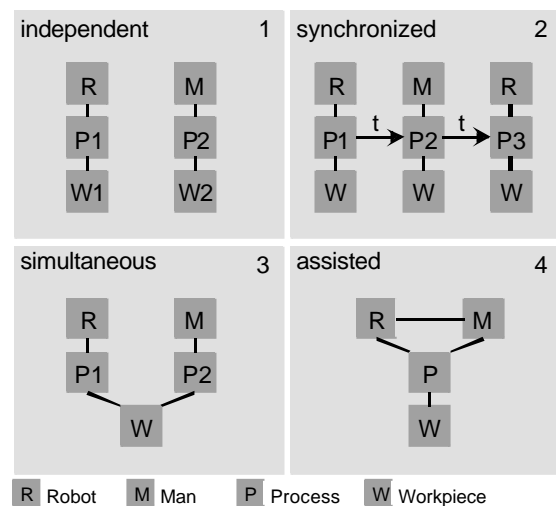 independent 1
R M
P1 P2
W1 W2
synchronized 2
R M R
t t
P1 P2 P3
W W W
simultaneous 3
R M
P1 P2
W
assisted 4
R M
P
W
R Robot M Man P Process W Workpiece